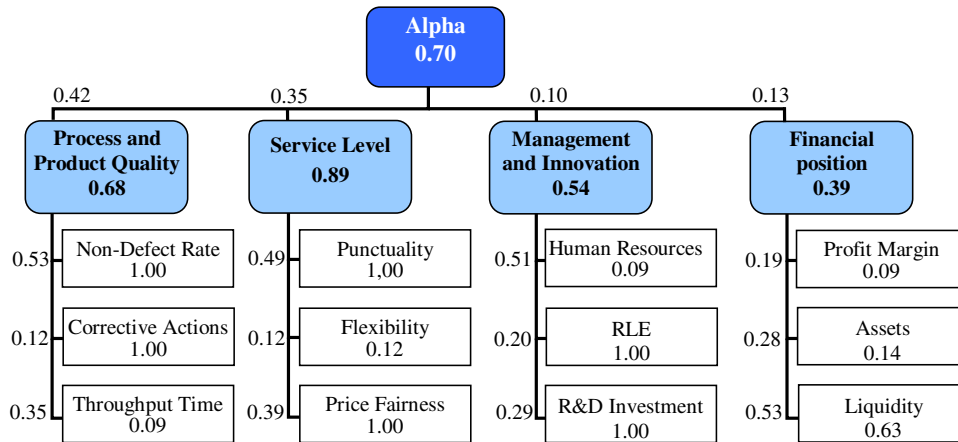 Alpha
0.70
0.42
0.35
0.10
0.13
Process and
Product Quality
0.68
Service Level
0.89
Management
and Innovation
0.54
Financial
position
0.39
0.53
Non-Defect Rate
1.00
0.49
Punctuality
1,00
0.51
Human Resources
0.09
0.19
Profit Margin
0.09
0.12
Corrective Actions
1.00
0.12
Flexibility
0.12
0.20
RLE
1.00
0.28
Assets
0.14
0.35
Throughput Time
0.09
0.39
Price Fairness
1.00
0.29
R&D Investment
1.00
0.53
Liquidity
0.63